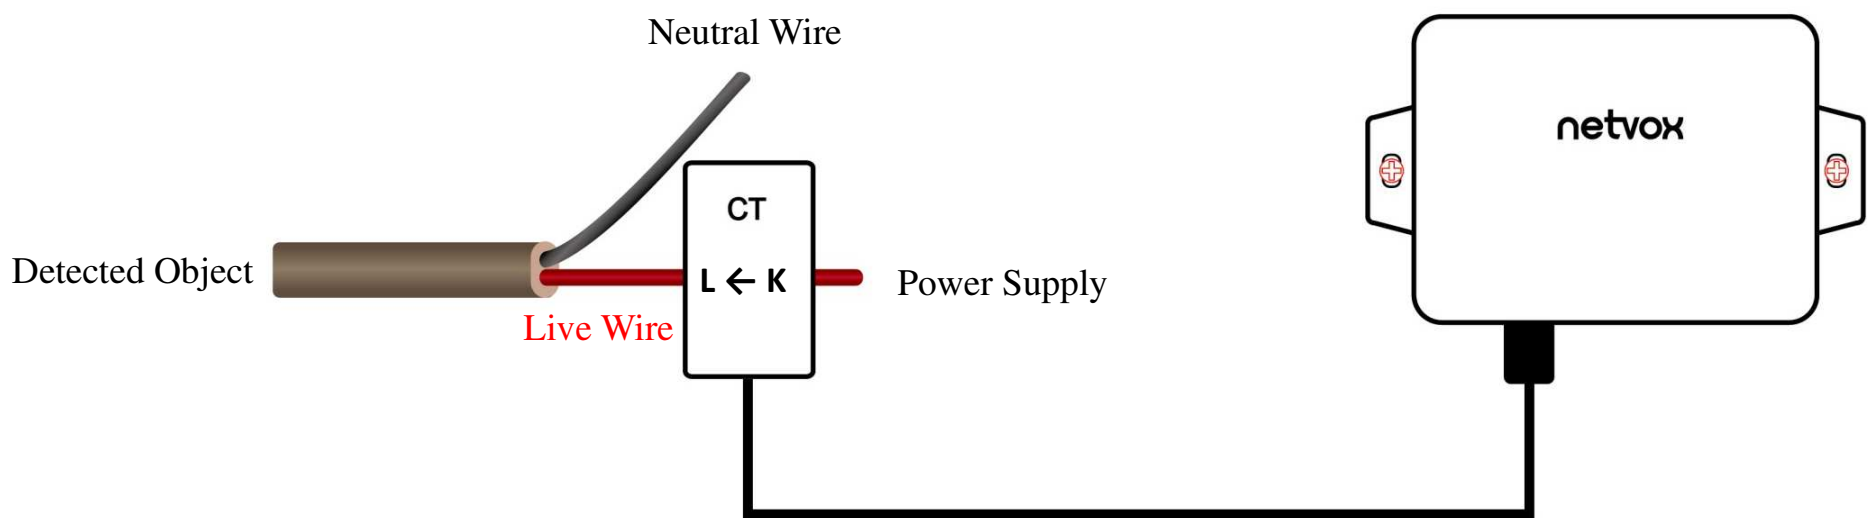 Neutral Wire
netvox
CT
Detected Object
L ← K
Power Supply
Live Wire